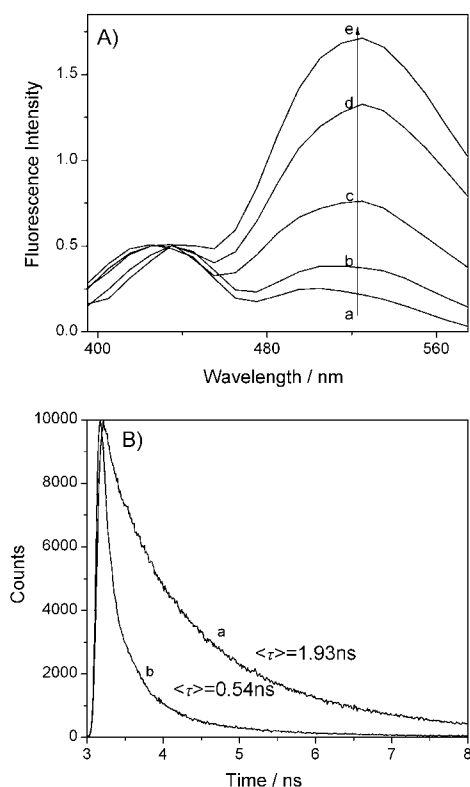 A)
Fluorescence Intensity
1.5
1.0
0.5
0.0
e
d
c
b
a
400
480
560
Wavelength / nm
B)
Counts
10000
8000
6000
4000
2000
0
a
<τ>=1.93ns
b
<τ>=0.54ns
3
4
5
6
7
8
Time / ns